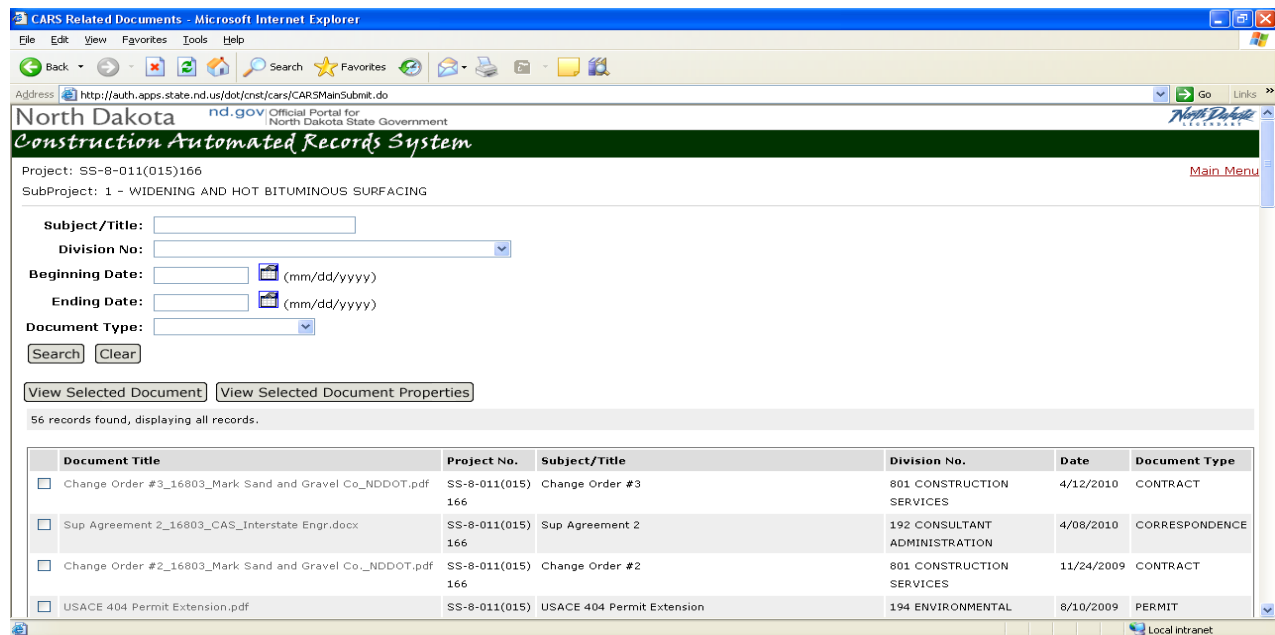 CARS Related Documents - Microsoft Internet Explorer
File Edit View Favorites Tools Help
Back Search Favorites
Address http://auth.apps.state.nd.us/dot/cnst/cars/CARSMainSubmit.do Go Links »
North Dakota nd.gov Official Portal for
North Dakota State Government
North Dakota
LEGENDARY
Construction Automated Records System
Project: SS-8-011(015)166 Main Menu
SubProject: 1 - WIDENING AND HOT BITUMINOUS SURFACING
Subject/Title:
Division No:
Beginning Date: (mm/dd/yyyy)
Ending Date: (mm/dd/yyyy)
Document Type:
Search Clear
View Selected Document View Selected Document Properties
56 records found, displaying all records.
Document Title Project No. Subject/Title Division No. Date Document Type
Change Order #3_16803_Mark Sand and Gravel Co_NDDOT.pdf SS-8-011(015) Change Order #3 801 CONSTRUCTION 4/12/2010 CONTRACT
166 SERVICES
Sup Agreement 2_16803_CAS_Interstate Engr.docx SS-8-011(015) Sup Agreement 2 192 CONSULTANT 4/08/2010 CORRESPONDENCE
166 ADMINISTRATION
Change Order #2_16803_Mark Sand and Gravel Co._NDDOT.pdf SS-8-011(015) Change Order #2 801 CONSTRUCTION 11/24/2009 CONTRACT
166 SERVICES
USACE 404 Permit Extension.pdf SS-8-011(015) USACE 404 Permit Extension 194 ENVIRONMENTAL 8/10/2009 PERMIT
Local intranet